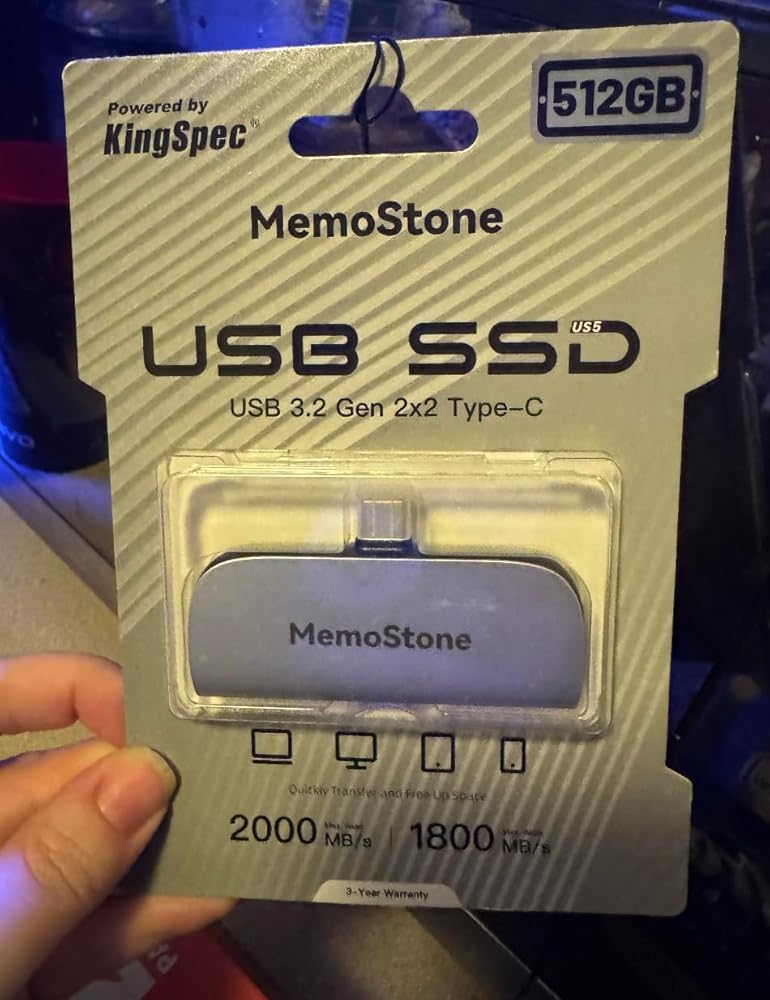 Powered by
KingSpec®
512GB
MemoStone
USB SSD
US5
USB 3.2 Gen 2x2 Type-C
MemoStone
Quickly Transfer and Free Up Space
2000 MB/s | 1800 MB/s
3-Year Warranty